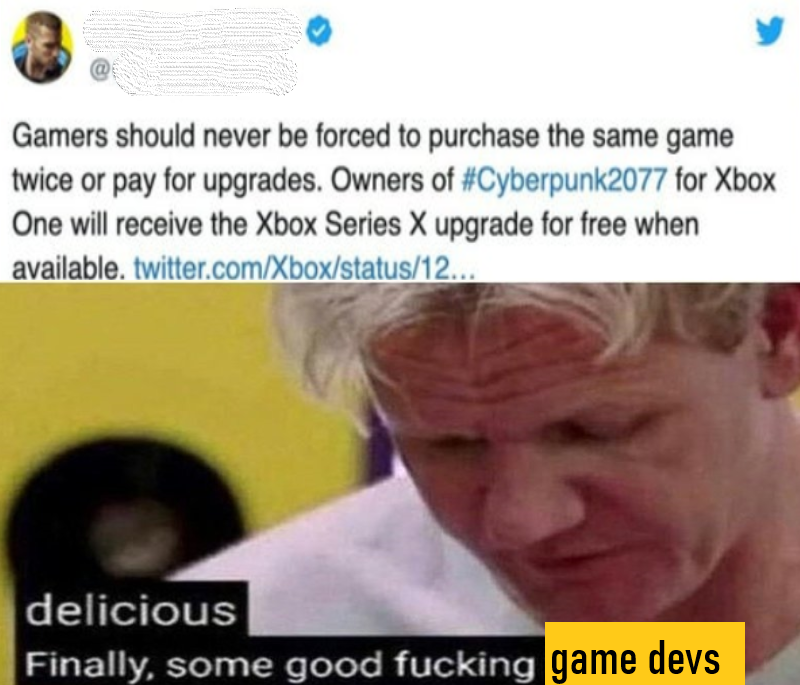 @
Gamers should never be forced to purchase the same game
twice or pay for upgrades. Owners of #Cyberpunk2077 for Xbox
One will receive the Xbox Series X upgrade for free when
available. twitter.com/Xbox/status/12...
delicious
Finally, some good fucking game devs